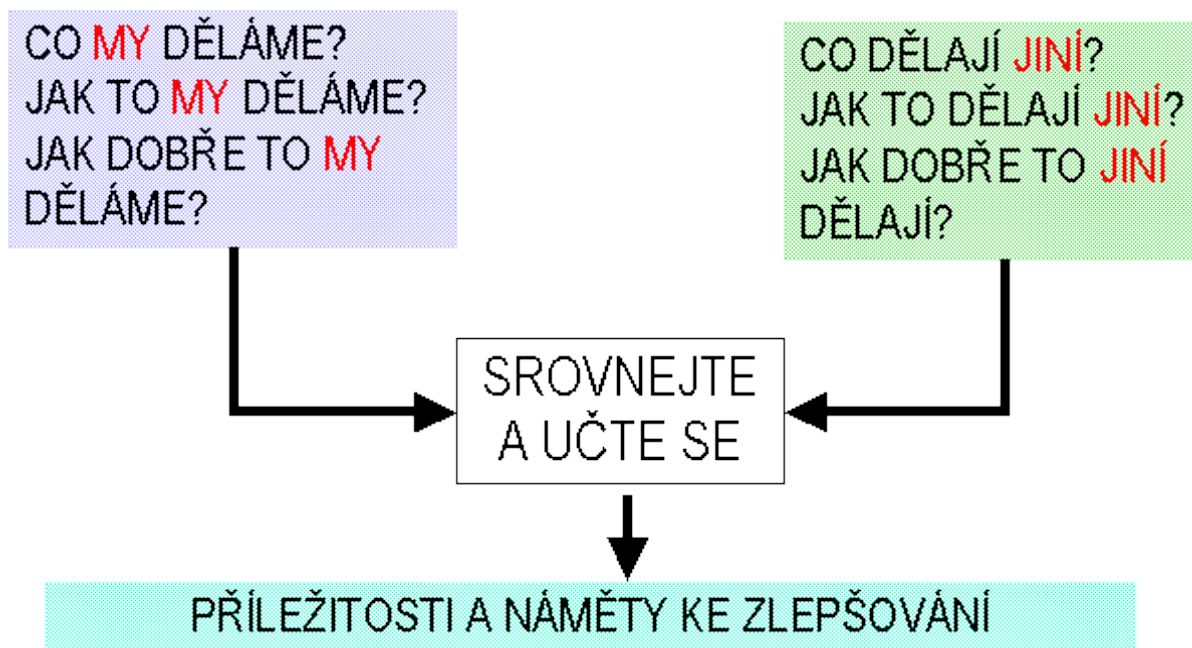 CO MY DĚLÁME?
JAK TO MY DĚLÁME?
JAK DOBŘE TO MY
DĚLÁME?
CO DĚLAJÍ JINÍ?
JAK TO DĚLAJÍ JINÍ?
JAK DOBŘE TO JINÍ
DĚLAJÍ?
SROVNEJTE
A UČTE SE
PŘÍLEŽITOSTI A NÁMĚTY KE ZLEPŠOVÁNÍ